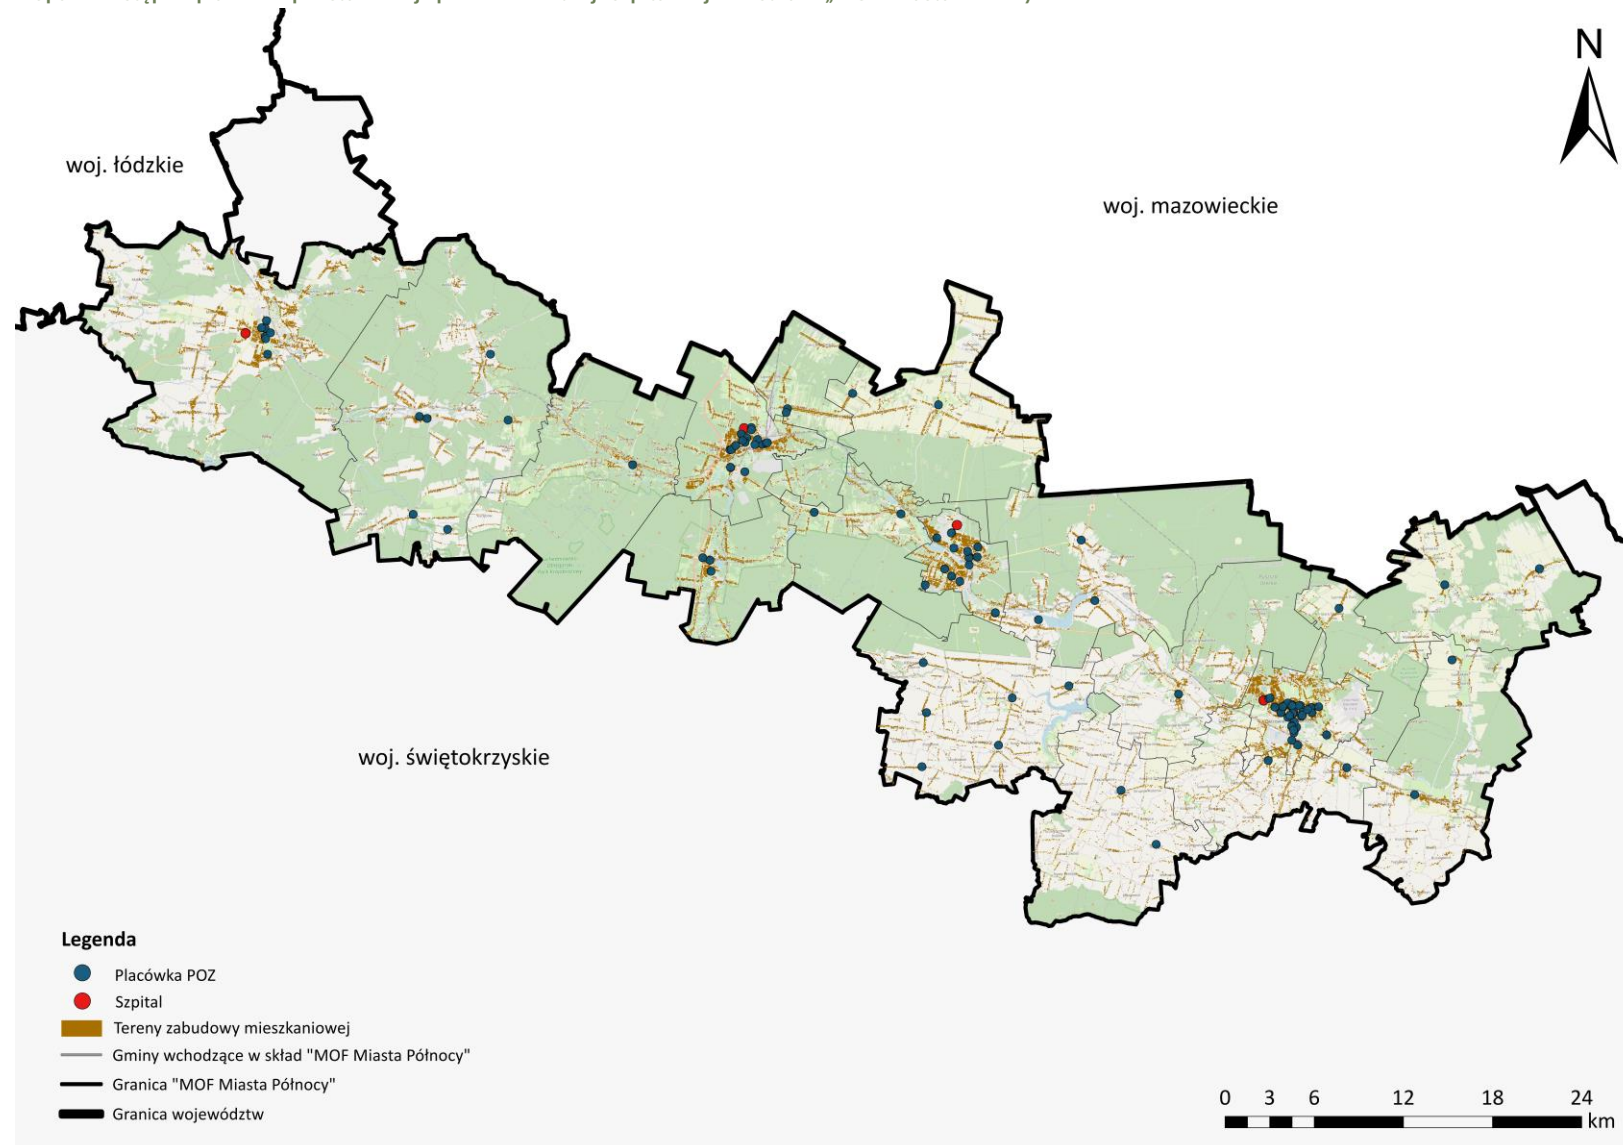 N
woj. łódzkie
woj. mazowieckie
woj. świętokrzyskie
Legenda
Placówka POZ
Szpital
Tereny zabudowy mieszkaniowej
Gminy wchodzące w skład "MOF Miasta Północy"
Granica "MOF Miasta Północy"
Granica województw
0 3 6 12 18 24
km